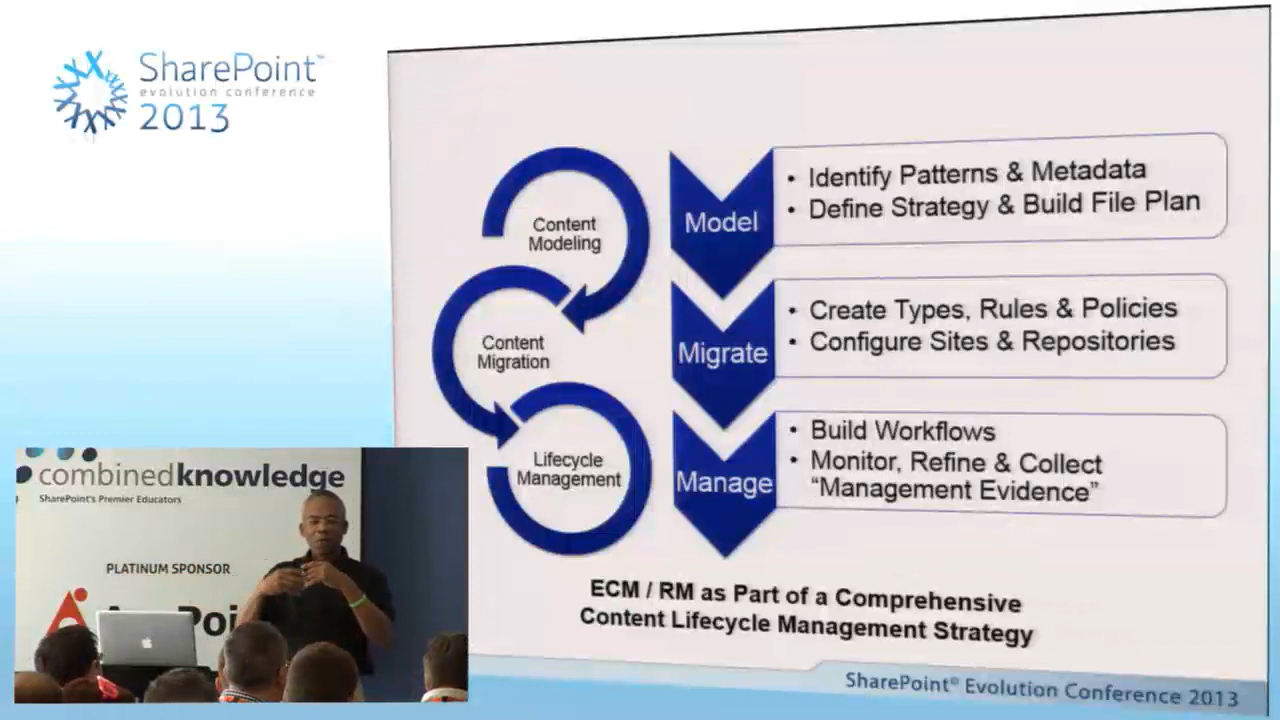 SharePoint™
evolution conference
2013
Content
Modeling
Content
Migration
Lifecycle
Management
Model
• Identify Patterns & Metadata
• Define Strategy & Build File Plan
Migrate
• Create Types, Rules & Policies
• Configure Sites & Repositories
Manage
• Build Workflows
• Monitor, Refine & Collect
“Management Evidence”
ECM / RM as Part of a Comprehensive
Content Lifecycle Management Strategy
SharePoint® Evolution Conference 2013
combinedknowledge
SharePoint's Premier Educators
PLATINUM SPONSOR